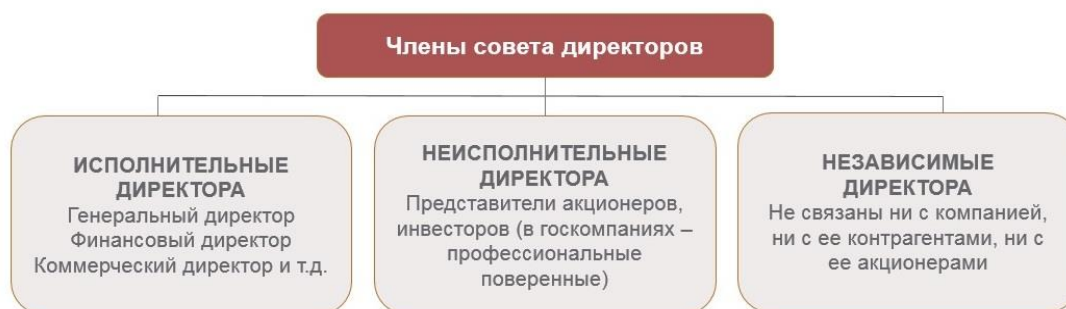 Члены совета директоров
ИСПОЛНИТЕЛЬНЫЕ
ДИРЕКТОРА
Генеральный директор
Финансовый директор
Коммерческий директор и т.д.
НЕИСПОЛНИТЕЛЬНЫЕ
ДИРЕКТОРА
Представители акционеров,
инвесторов (в госкомпаниях –
профессиональные
поверенные)
НЕЗАВИСИМЫЕ
ДИРЕКТОРА
Не связаны ни с компанией,
ни с ее контрагентами, ни с
ее акционерами